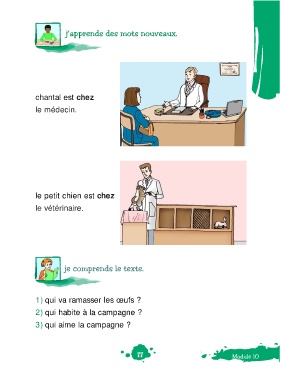 j'apprends des mots nouveaux.
chantal est chez
le médecin.
le petit chien est chez
le vétérinaire.
je comprends le texte.
1) qui va ramasser les œufs ?
2) qui habite à la campagne ?
3) qui aime la campagne ?
77
Module 10